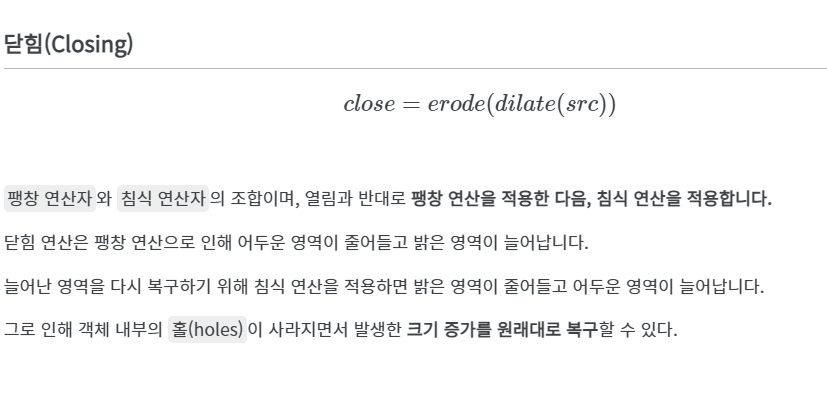 닫힘(Closing)
close = erode(dilate(src))
팽창 연산자와 침식 연산자의 조합이며, 열림과 반대로 팽창 연산을 적용한 다음, 침식 연산을 적용합니다.
닫힘 연산은 팽창 연산으로 인해 어두운 영역이 줄어들고 밝은 영역이 늘어납니다.
늘어난 영역을 다시 복구하기 위해 침식 연산을 적용하면 밝은 영역이 줄어들고 어두운 영역이 늘어납니다.
그로 인해 객체 내부의 홀(holes)이 사라지면서 발생한 크기 증가를 원래대로 복구할 수 있다.